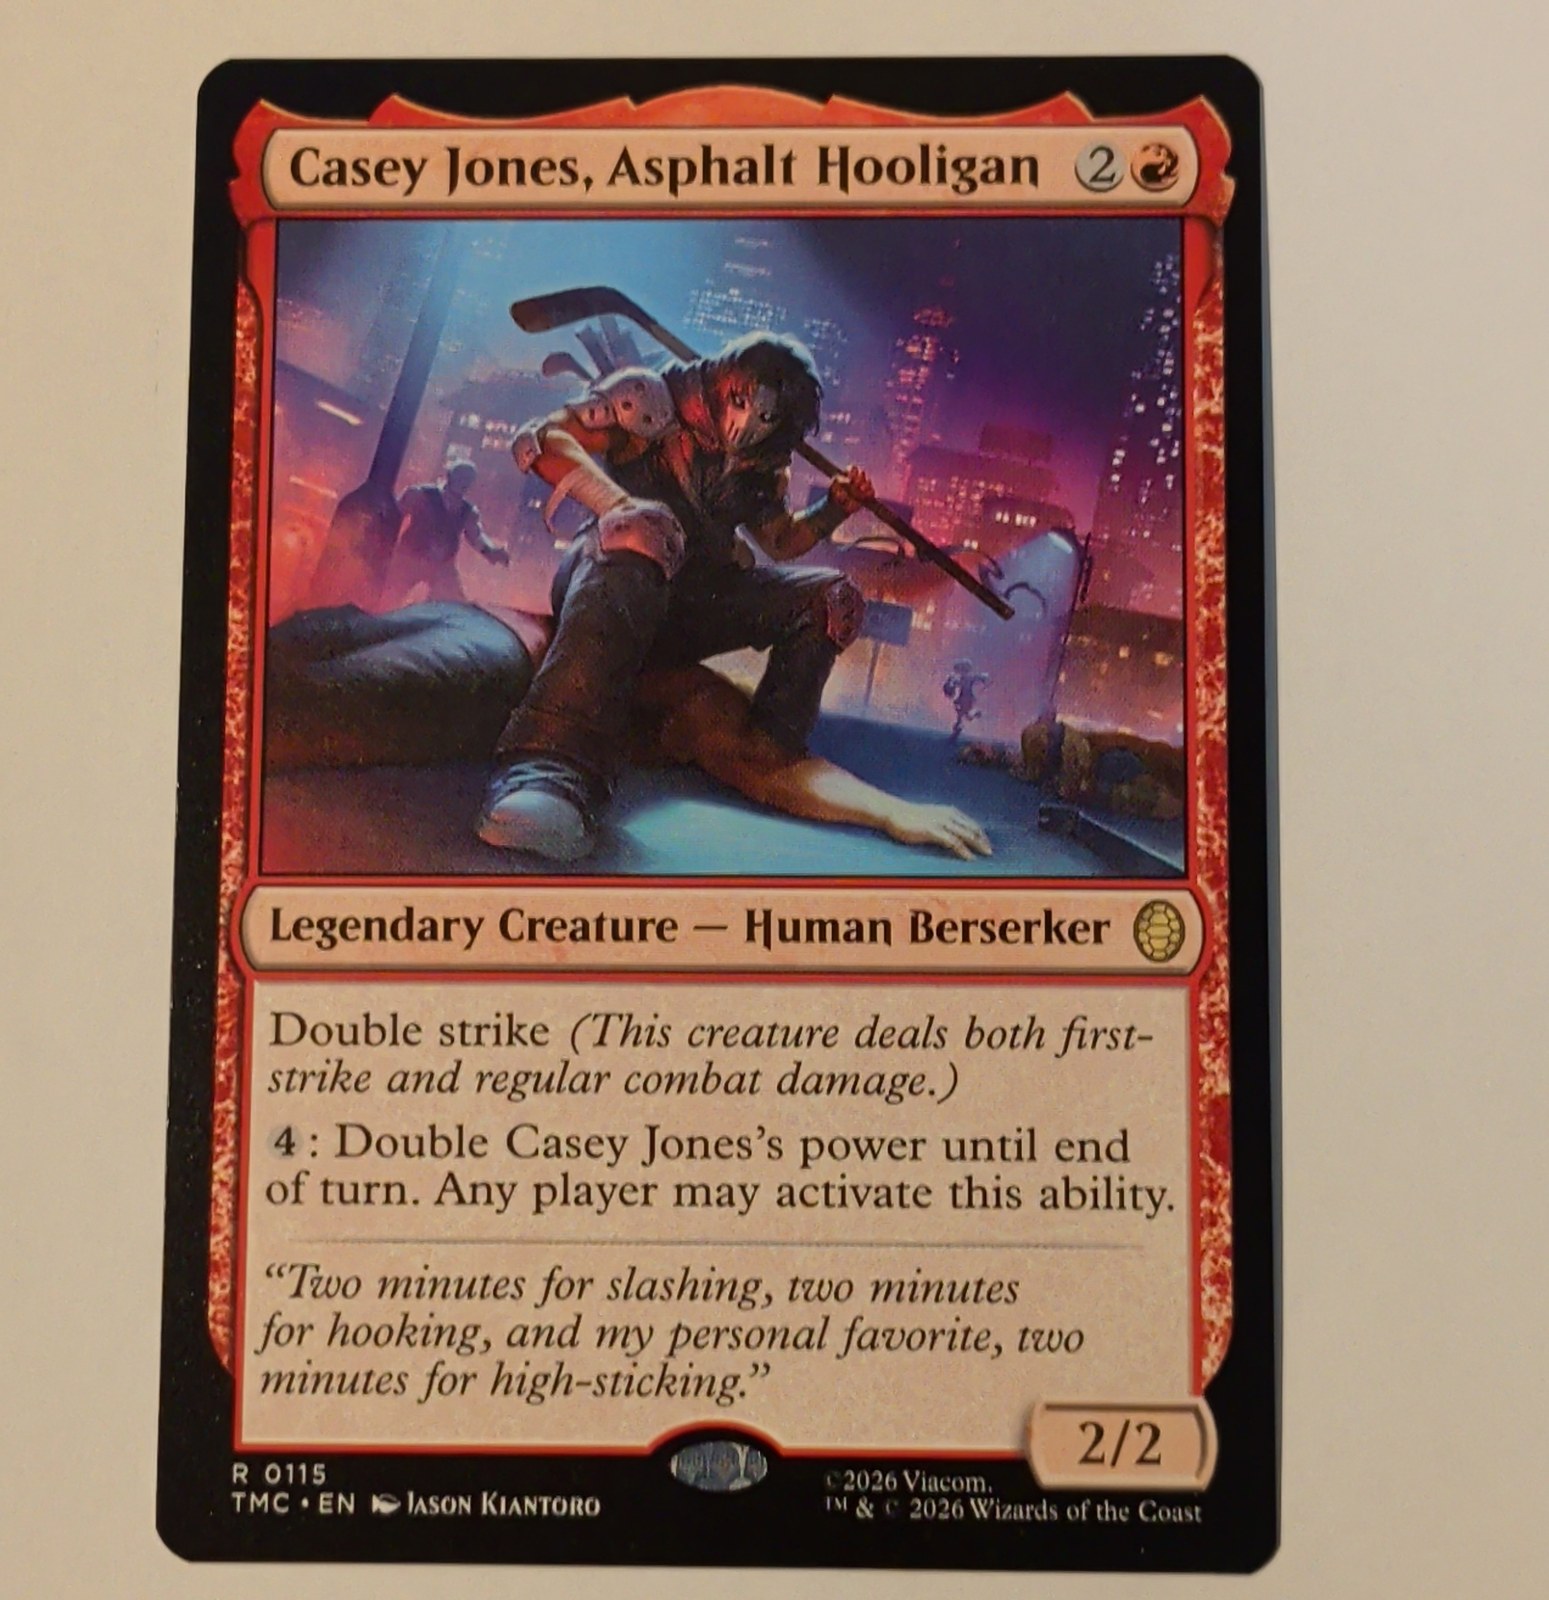 Casey Jones, Asphalt Hooligan 2
Legendary Creature — Human Berserker
Double strike (This creature deals both first-
strike and regular combat damage.)
4: Double Casey Jones's power until end
of turn. Any player may activate this ability.
"Two minutes for slashing, two minutes
for hooking, and my personal favorite, two
minutes for high-sticking."
2/2
R 0115
TMC • EN Jason Kiantoro
©2026 Viacom.
™ & © 2026 Wizards of the Coast